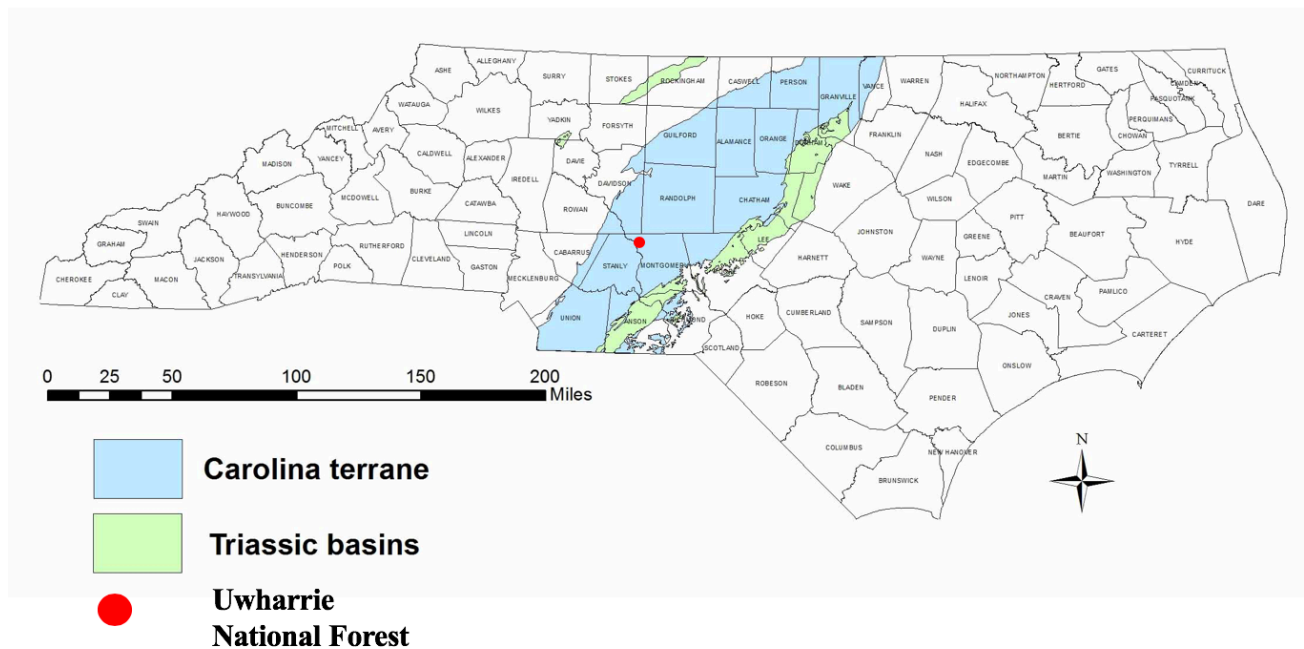 ALLEGHANY
ASHE
SURRY
STOKES
ROCKINGHAM
CASWELL
PERSON
GRANVILLE
VANCE
WARREN
NORTHAMPTON
HERTFORD
GATES
CURRITUCK
CAMDEN
PASQUOTANK
PERQUIMANS
CHOWAN
HALIFAX
BERTIE
WATAUGA
WILKES
YADKIN
FORSYTH
GUILFORD
ALAMANCE
ORANGE
DURHAM
FRANKLIN
NASH
EDGECOMBE
MARTIN
WASHINGTON
TYRRELL
DARE
MITCHELL
AVERY
CALDWELL
ALEXANDER
IREDELL
DAVIE
DAVIDSON
RANDOLPH
CHATHAM
WAKE
WILSON
PITT
BEAUFORT
HYDE
MADISON
YANCEY
MCDOWELL
BURKE
CATAWBA
ROWAN
BUNCOMBE
HAYWOOD
SWAIN
GRAHAM
JACKSON
HENDERSON
RUTHERFORD
CLEVELAND
LINCOLN
GASTON
MECKLENBURG
CABARRUS
STANLY
MONTGOMERY
MOORE
LEE
HARNETT
JOHNSTON
WAYNE
GREENE
LENOIR
CRAVEN
PAMLICO
CHEROKEE
CLAY
MACON
TRANSYLVANIA
POLK
UNION
ANSON
RICHMOND
SCOTLAND
HOKE
CUMBERLAND
SAMPSON
DUPLIN
JONES
CARTERET
ONSLOW
ROBESON
BLADEN
PENDER
COLUMBUS
NEW HANOVER
BRUNSWICK
0 25 50 100 150 200
Miles
N
Carolina terrane
Triassic basins
Uwharrie
National Forest